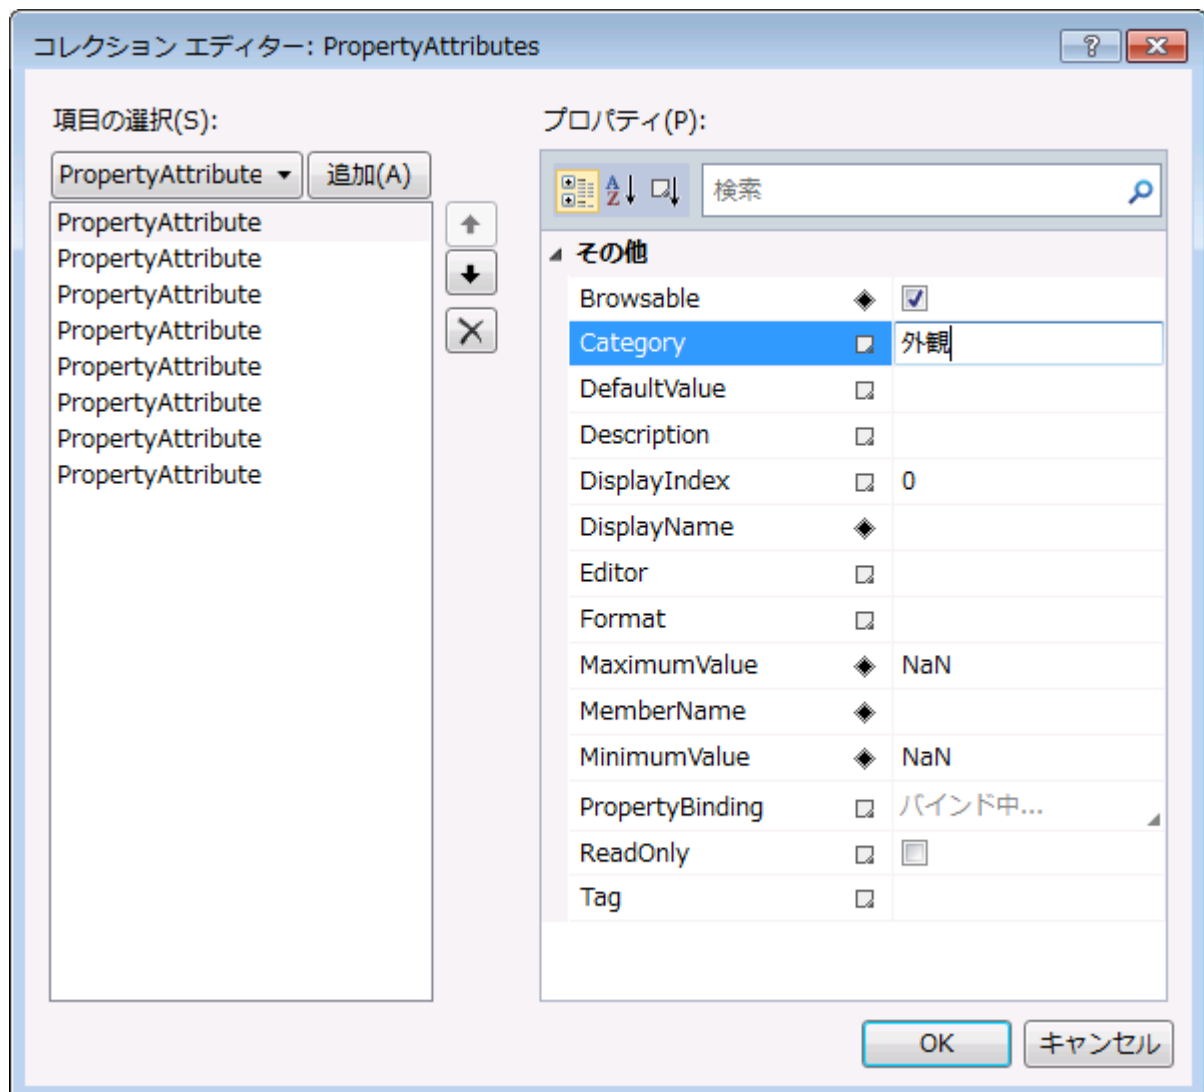 コレクション エディター: PropertyAttributes
項目の選択(S):
PropertyAttribute 追加(A)
PropertyAttribute
PropertyAttribute
PropertyAttribute
PropertyAttribute
PropertyAttribute
PropertyAttribute
PropertyAttribute
PropertyAttribute
プロパティ(P):
検索
その他
Browsable
Category 外観
DefaultValue
Description
DisplayIndex 0
DisplayName
Editor
Format
MaximumValue NaN
MemberName
MinimumValue NaN
PropertyBinding バインド中...
ReadOnly
Tag
OK キャンセル